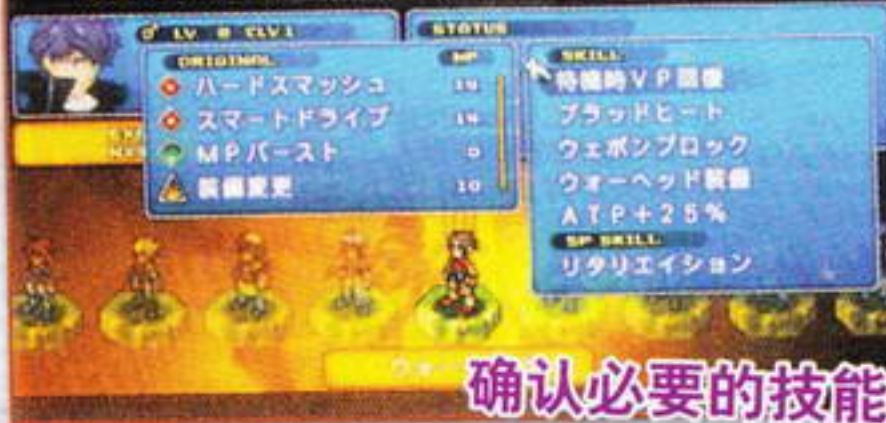 ♂ LV 0 CLV1
STATUS
ORIGINAL MP
ハードスマッシュ
スマートドライブ 14
MPバースト 0
装備変更 10
SKILL
待機時VP回復
ブラッドヒート
ウェポンブロック
ウォーヘッド装備
ATP+25%
SP SKILL
リタリエイション
确认必要的技能